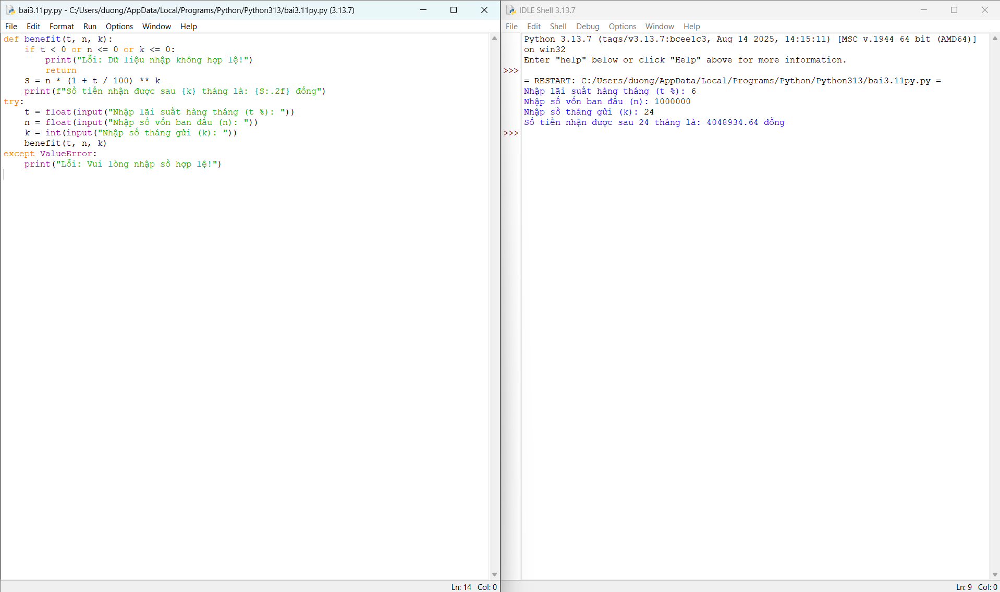 bai3.11py.py - C:/Users/duong/AppData/Local/Programs/Python/Python313/bai3.11py.py (3.13.7)
File Edit Format Run Options Window Help
def benefit(t, n, k):
    if t < 0 or n <= 0 or k <= 0:
        print("Lỗi: Dữ liệu nhập không hợp lệ!")
        return
    S = n * (1 + t / 100) ** k
    print(f"Số tiền nhận được sau {k} tháng là: {S:.2f} đồng")
try:
    t = float(input("Nhập lãi suất hàng tháng (t %): "))
    n = float(input("Nhập số vốn ban đầu (n): "))
    k = int(input("Nhập số tháng gửi (k): "))
    benefit(t, n, k)
except ValueError:
    print("Lỗi: Vui lòng nhập số hợp lệ!")
Ln: 14 Col: 0
IDLE Shell 3.13.7
File Edit Shell Debug Options Window Help
Python 3.13.7 (tags/v3.13.7:bcee1c3, Aug 14 2025, 14:15:11) [MSC v.1944 64 bit (AMD64)]
on win32
Enter "help" below or click "Help" above for more information.
>>>
= RESTART: C:/Users/duong/AppData/Local/Programs/Python/Python313/bai3.11py.py =
Nhập lãi suất hàng tháng (t %): 6
Nhập số vốn ban đầu (n): 1000000
Nhập số tháng gửi (k): 24
Số tiền nhận được sau 24 tháng là: 4048934.64 đồng
>>>
Ln: 9 Col: 0